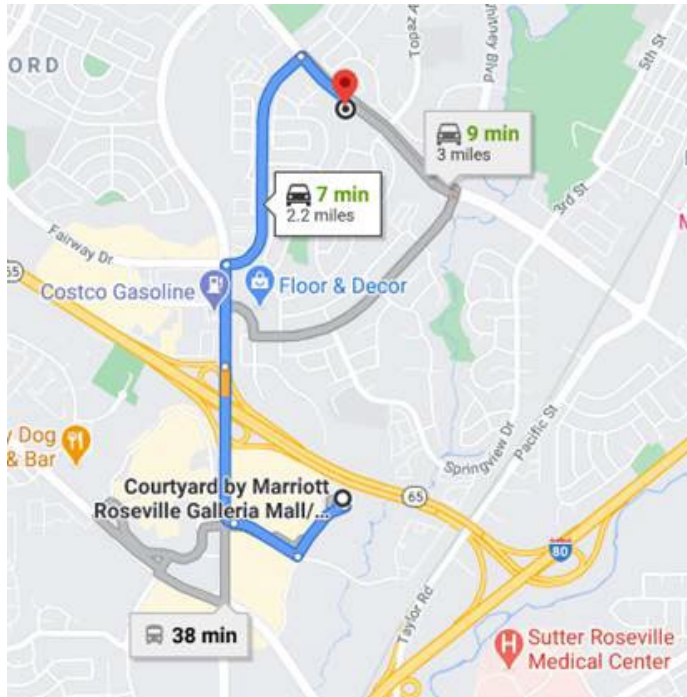 ORD
Topaz Av
Whitney Blvd
5th St
9 min
3 miles
3rd St
7 min
2.2 miles
Fairway Dr
65
Costco Gasoline
Floor & Decor
y Dog
& Bar
Courtyard by Marriott
Roseville Galleria Mall/...
65
Springview Dr
Pacific St
80
Taylor Rd
38 min
Sutter Roseville
Medical Center